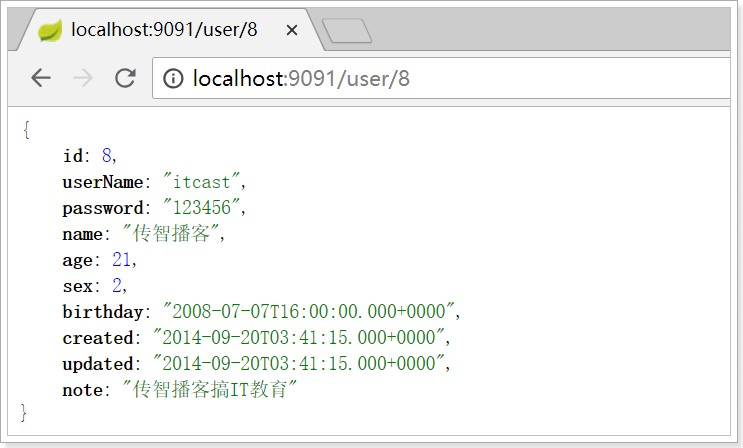 localhost:9091/user/8
localhost:9091/user/8
{
id: 8,
userName: "itcast",
password: "123456",
name: "传智播客",
age: 21,
sex: 2,
birthday: "2008-07-07T16:00:00.000+0000",
created: "2014-09-20T03:41:15.000+0000",
updated: "2014-09-20T03:41:15.000+0000",
note: "传智播客搞IT教育"
}